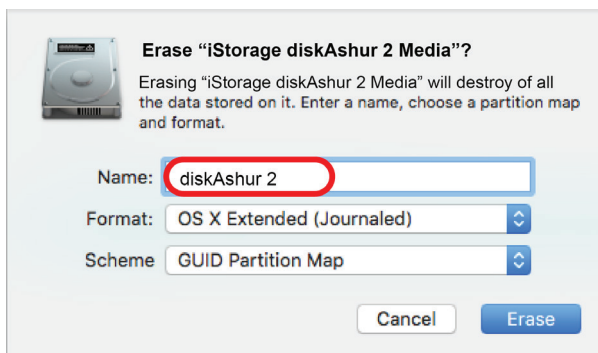 Erase “iStorage diskAshur 2 Media”?
Erasing “iStorage diskAshur 2 Media” will destroy of all
the data stored on it. Enter a name, choose a partition map
and format.
Name: diskAshur 2
Format: OS X Extended (Journaled)
Scheme GUID Partition Map
Cancel Erase